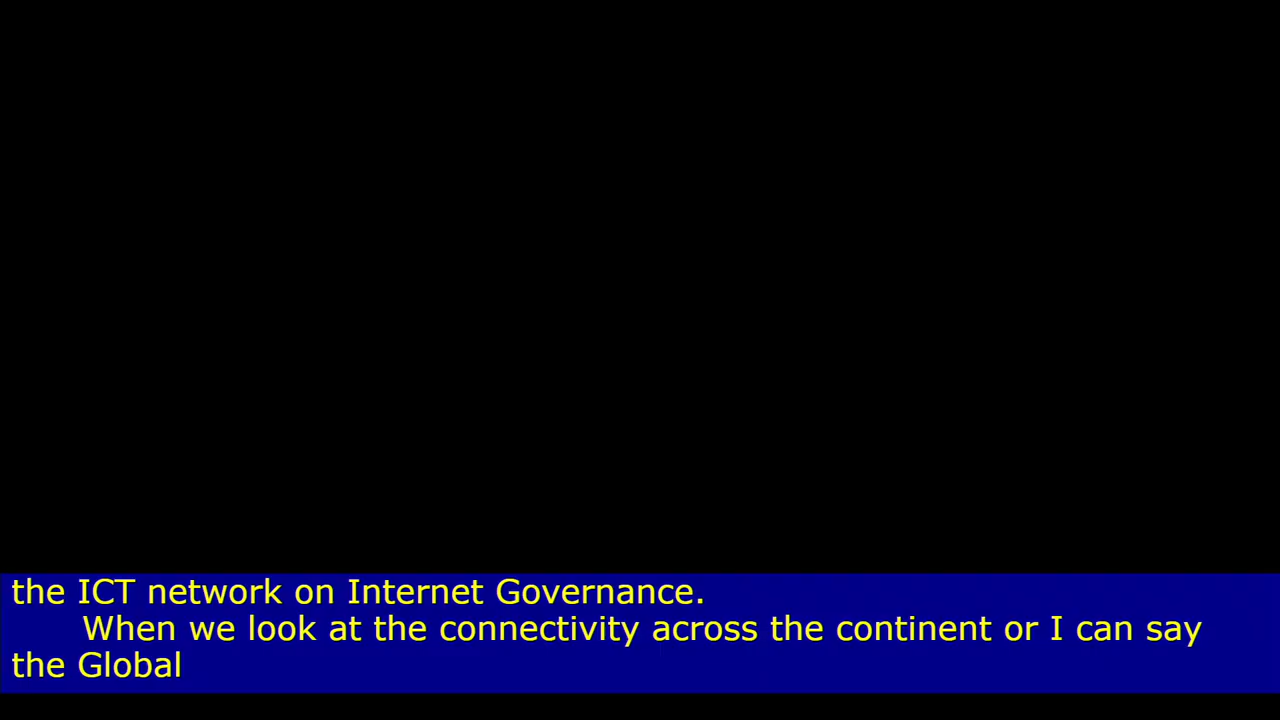 the ICT network on Internet Governance.
When we look at the connectivity across the continent or I can say
the Global